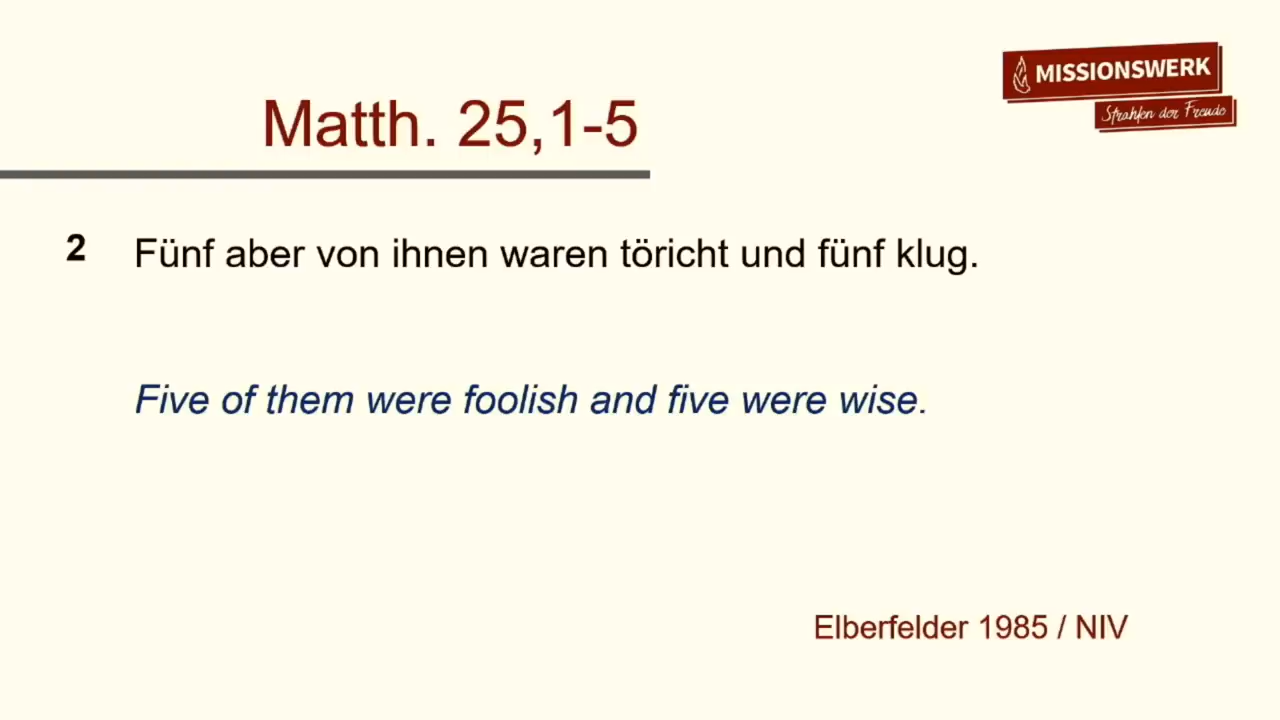 MISSIONSWERK
Strahlen der Freude
Matth. 25,1-5
2 Fünf aber von ihnen waren töricht und fünf klug.
Five of them were foolish and five were wise.
Elberfelder 1985 / NIV